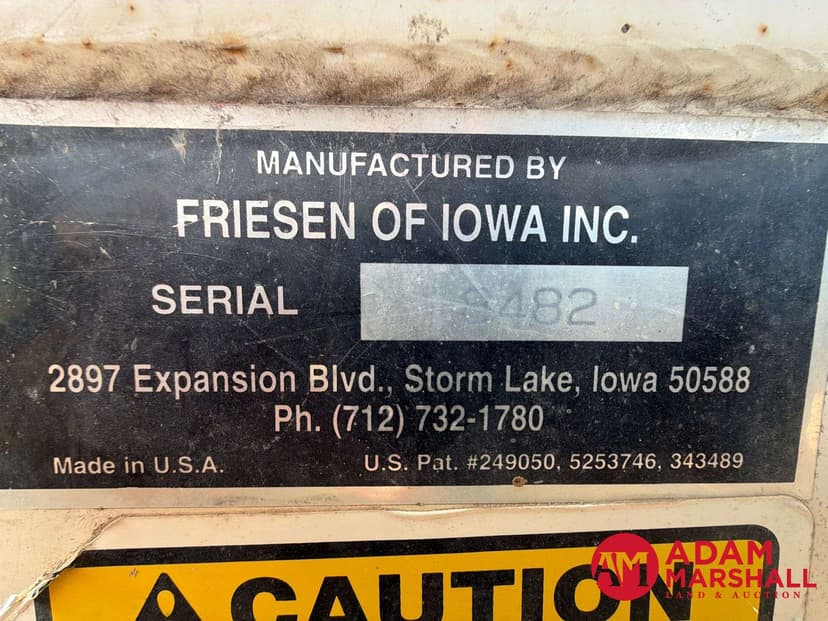 MANUFACTURED BY
FRIESEN OF IOWA INC.
SERIAL
2897 Expansion Blvd., Storm Lake, Iowa 50588
Ph. (712) 732-1780
Made in U.S.A. U.S. Pat. #249050, 5253746, 343489
CAUTION
AM ADAM
MARSHALL
LAND & AUCTION